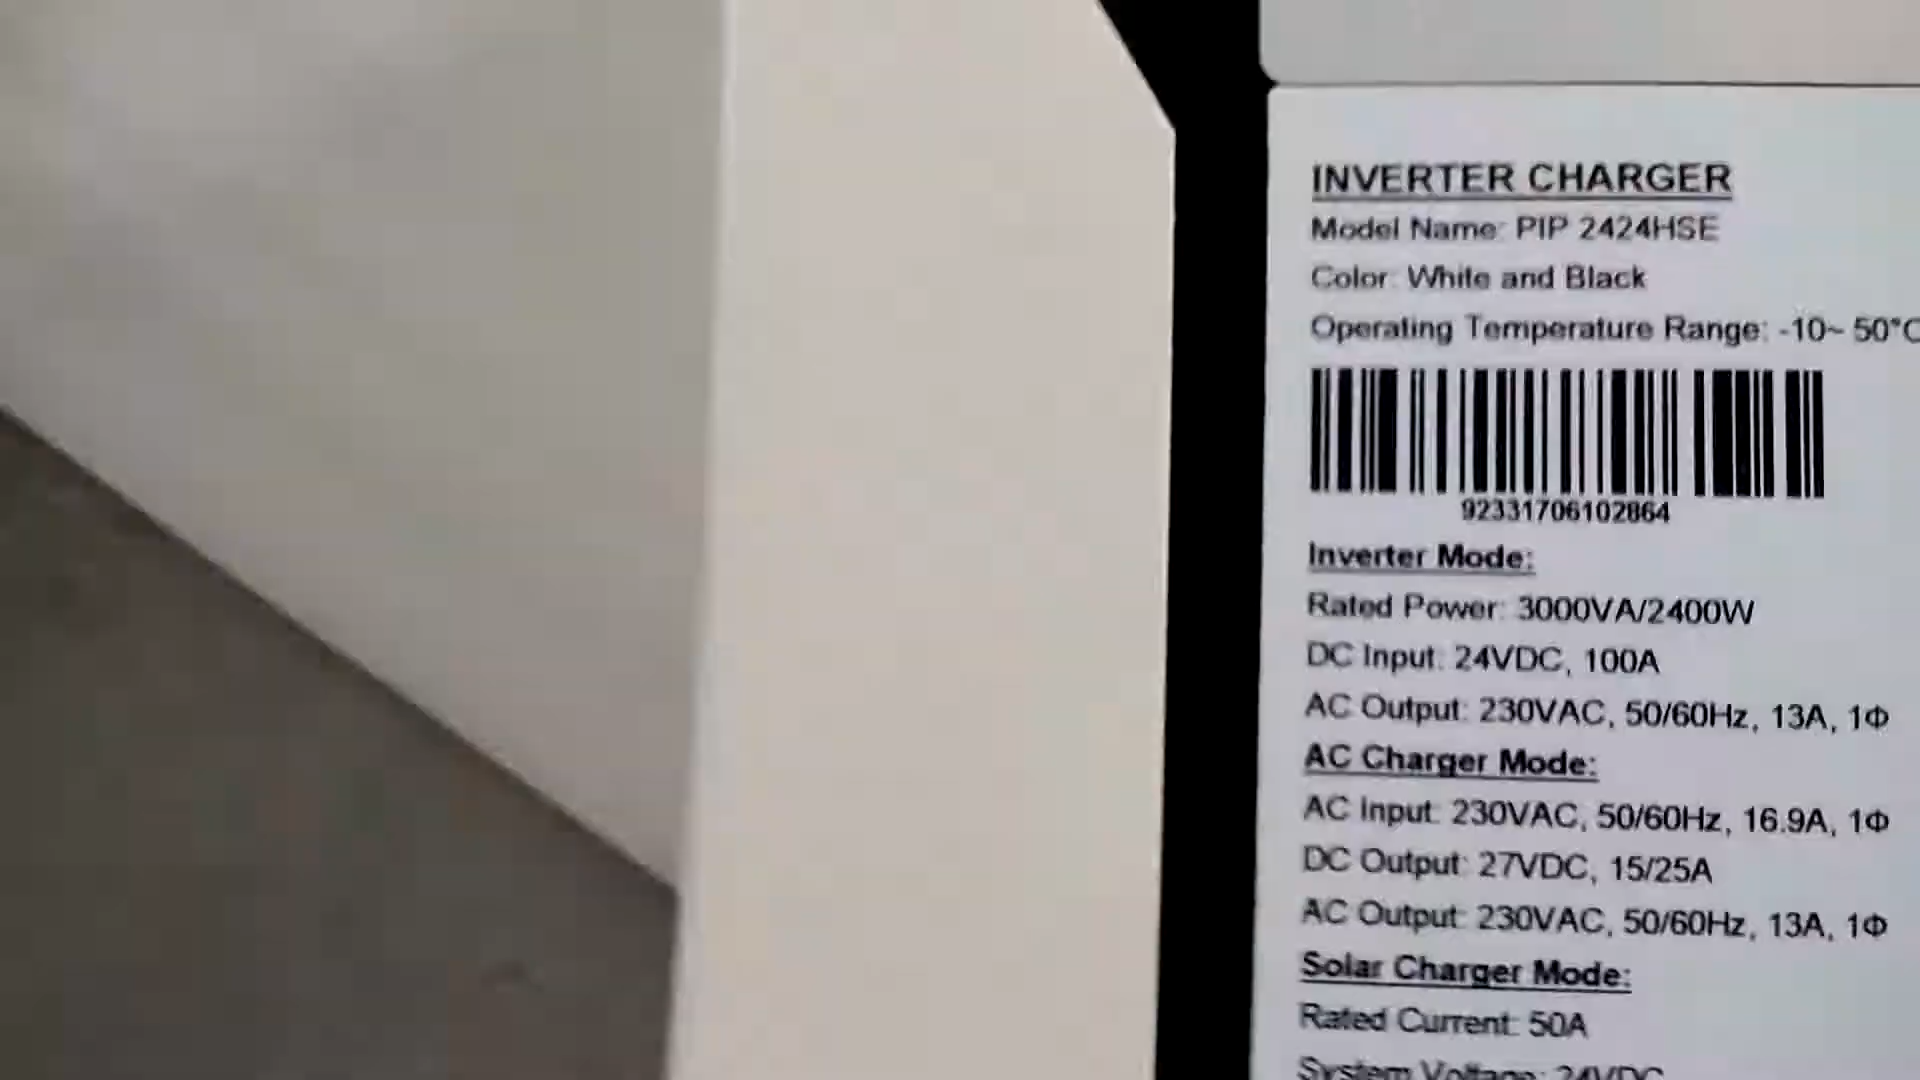 INVERTER CHARGER
Model Name: PIP 2424HSE
Color: White and Black
Operating Temperature Range: -10~ 50°C
92331706102864
Inverter Mode:
Rated Power: 3000VA/2400W
DC Input: 24VDC, 100A
AC Output: 230VAC, 50/60Hz, 13A, 1Φ
AC Charger Mode:
AC Input: 230VAC, 50/60Hz, 16.9A, 1Φ
DC Output: 27VDC, 15/25A
AC Output: 230VAC, 50/60Hz, 13A, 1Φ
Solar Charger Mode:
Rated Current: 50A
System Voltage: 24VDC